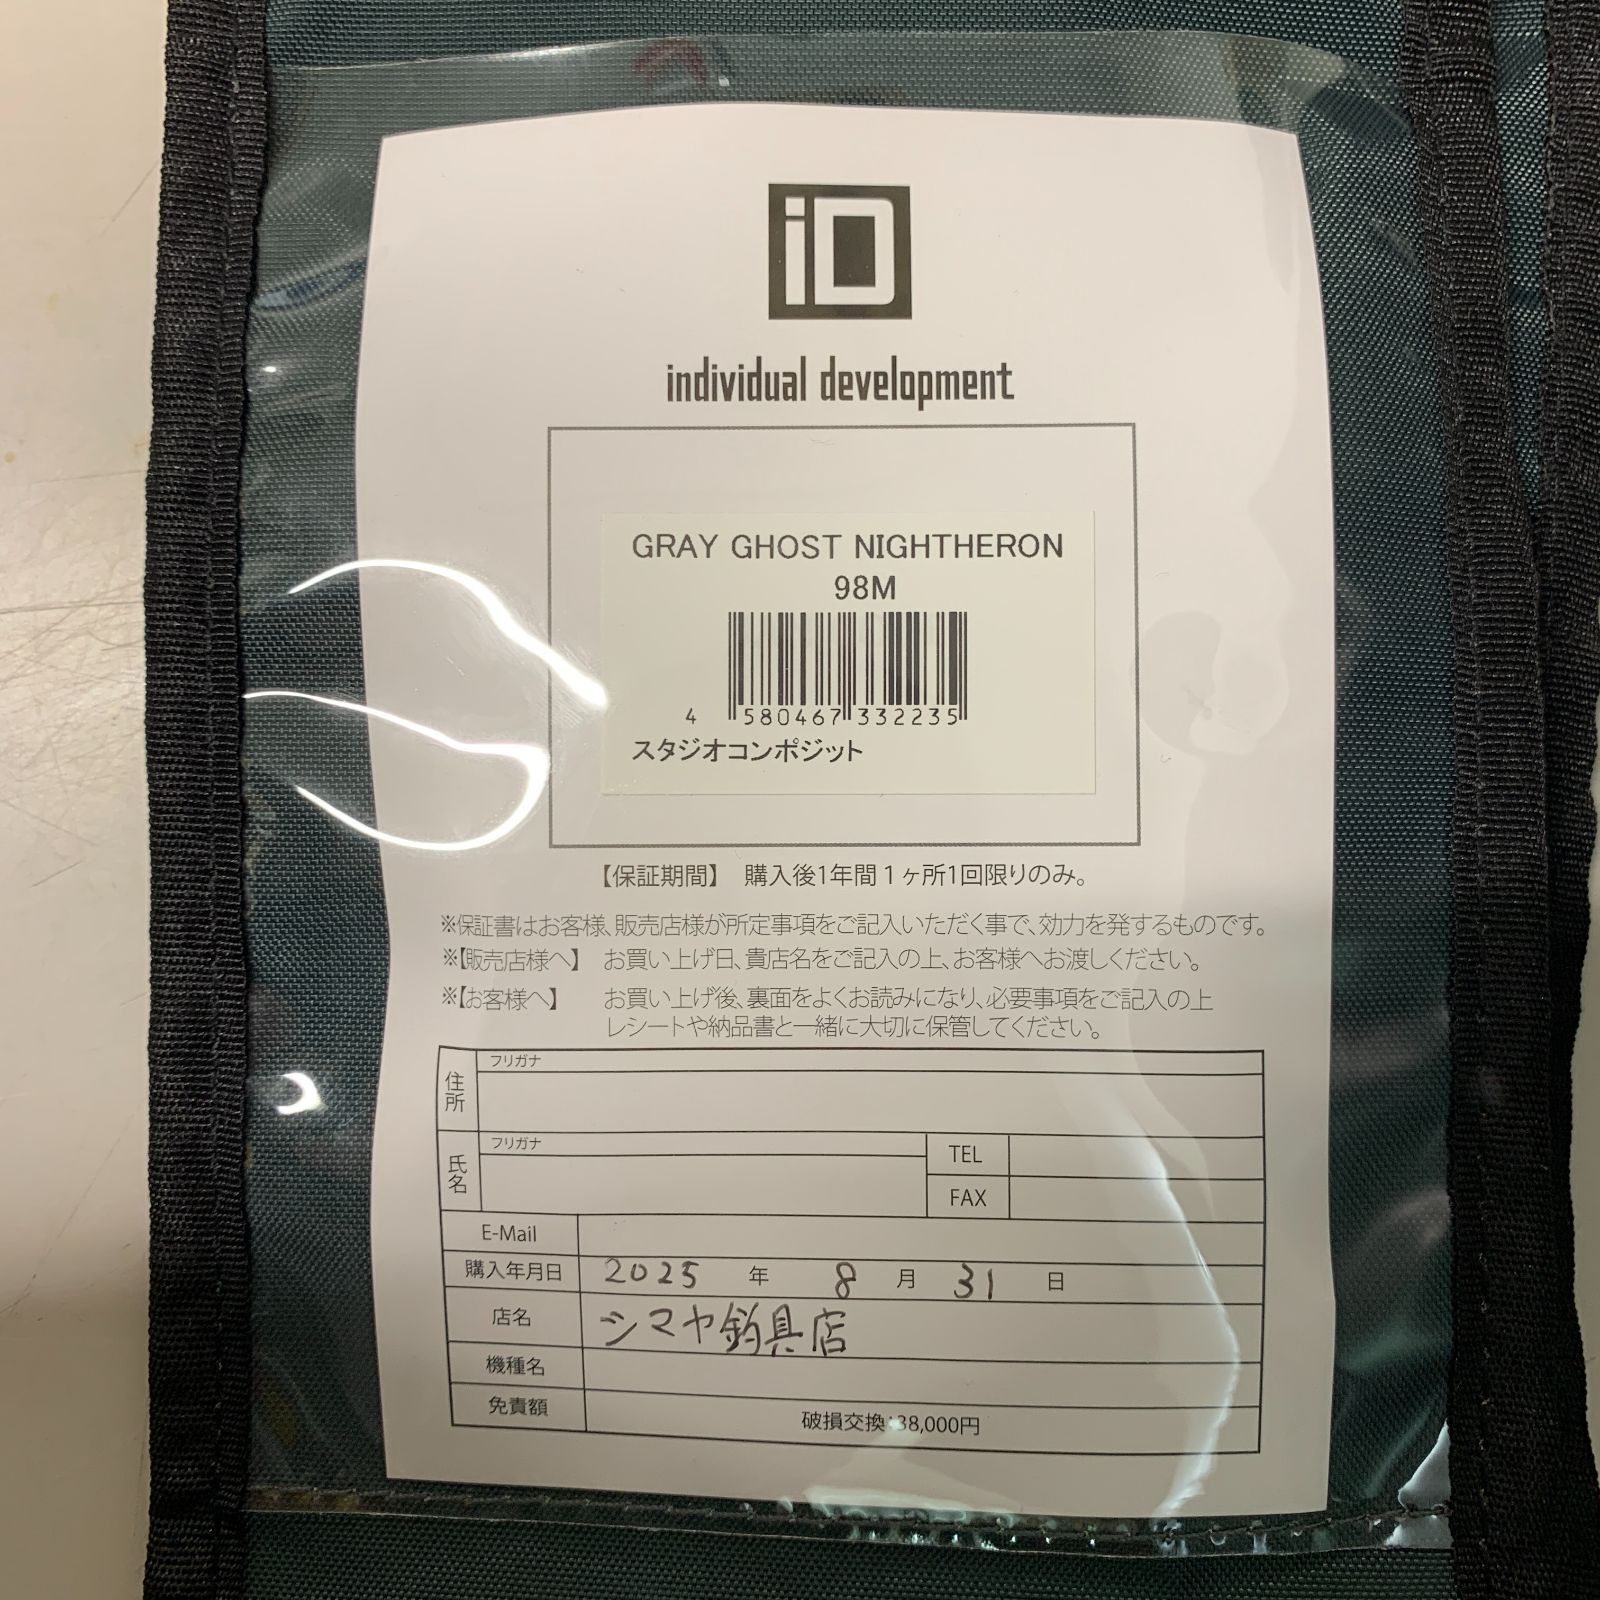 iD
individual development
GRAY GHOST NIGHTHERON
98M
4 580467 332235
スタジオコンポジット
【保証期間】 購入後1年間1ヶ所1回限りのみ。
※保証書はお客様、販売店様が所定事項をご記入いただく事で、効力を発するものです。
※【販売店様へ】 お買い上げ日、貴店名をご記入の上、お客様へお渡しください。
※【お客様へ】 お買い上げ後、裏面をよくお読みになり、必要事項をご記入の上
レシートや納品書と一緒に大切に保管してください。
住所 フリガナ
氏名 フリガナ
TEL
FAX
E-Mail
購入年月日 2025 年 8 月 31 日
店名 シマヤ釣具店
機種名
免責額 破損交換:38,000円